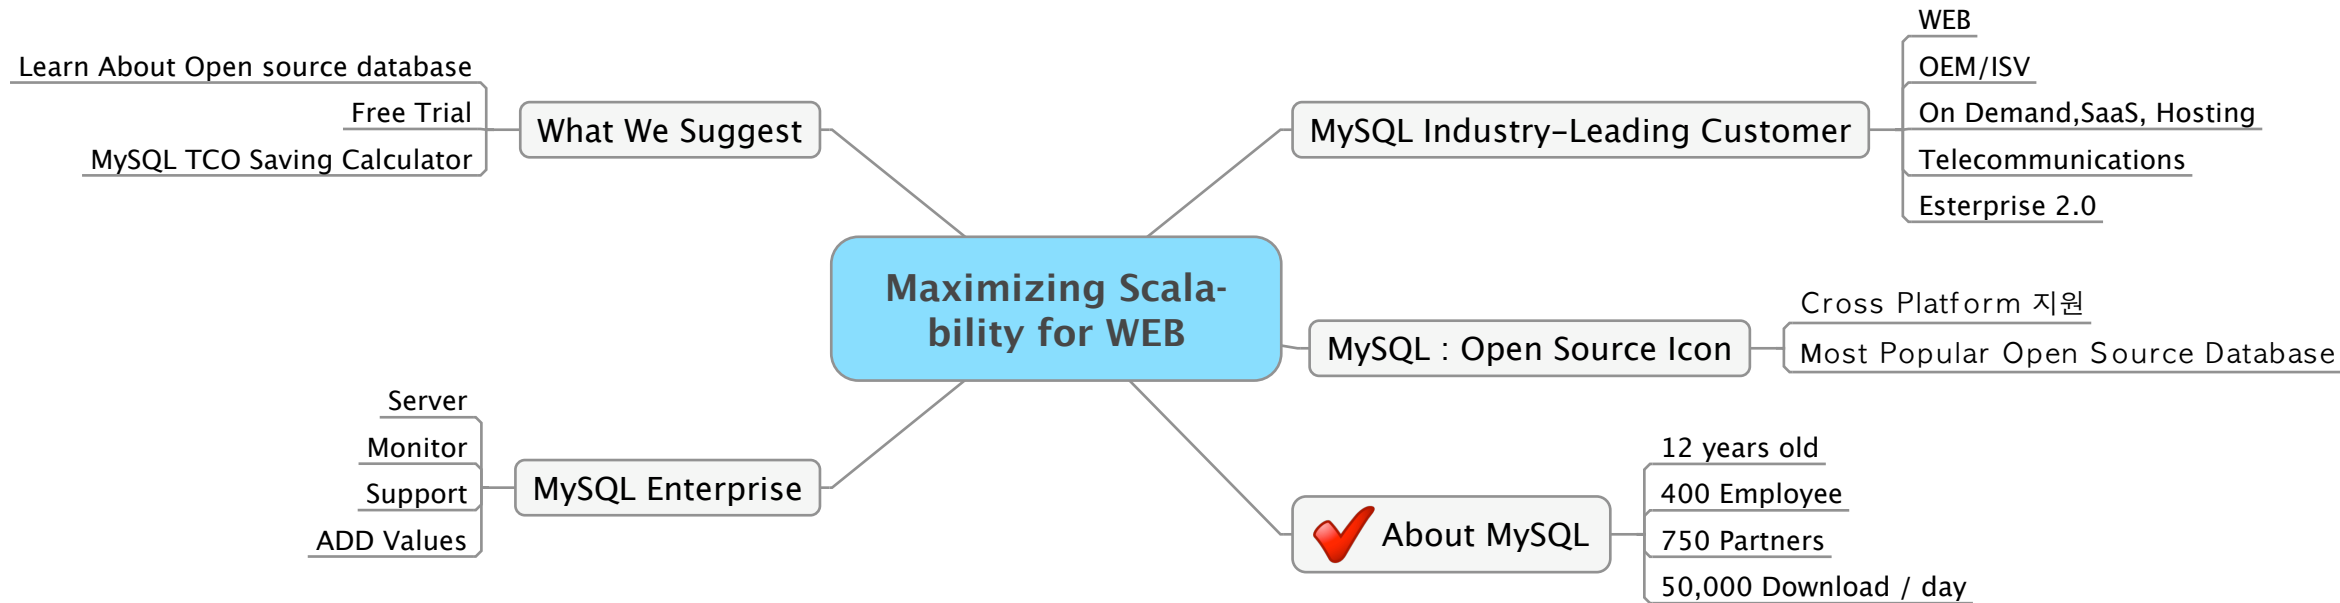 Maximizing Scala-
bility for WEB
MySQL Industry-Leading Customer
WEB
OEM/ISV
On Demand,SaaS, Hosting
Telecommunications
Esterprise 2.0
MySQL : Open Source Icon
Cross Platform 지원
Most Popular Open Source Database
About MySQL
12 years old
400 Employee
750 Partners
50,000 Download / day
What We Suggest
Learn About Open source database
Free Trial
MySQL TCO Saving Calculator
MySQL Enterprise
Server
Monitor
Support
ADD Values